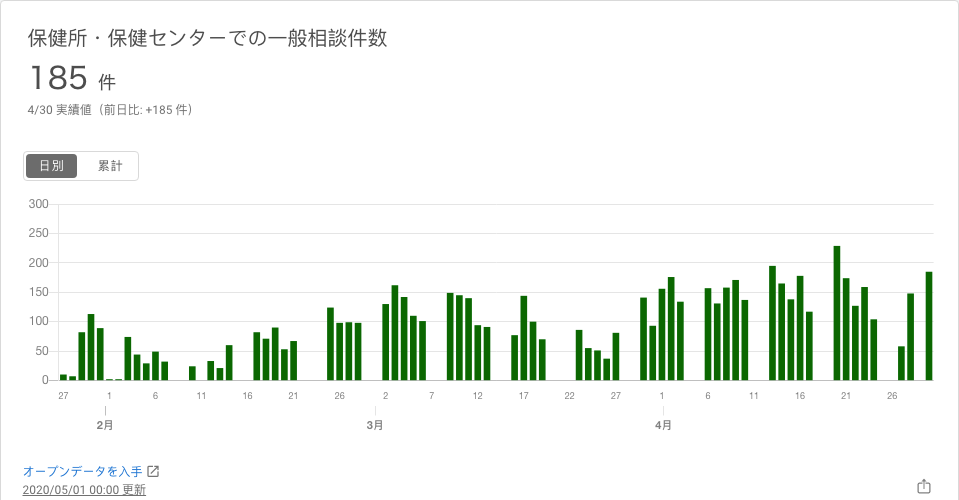 保健所・保健センターでの一般相談件数
185 件
4/30 実績値（前日比: +185 件）
日別 累計
300
250
200
150
100
50
0
27 1 6 11 16 21 26 2 7 12 17 22 27 1 6 11 16 21 26
2月 3月 4月
オープンデータを入手
2020/05/01 00:00 更新